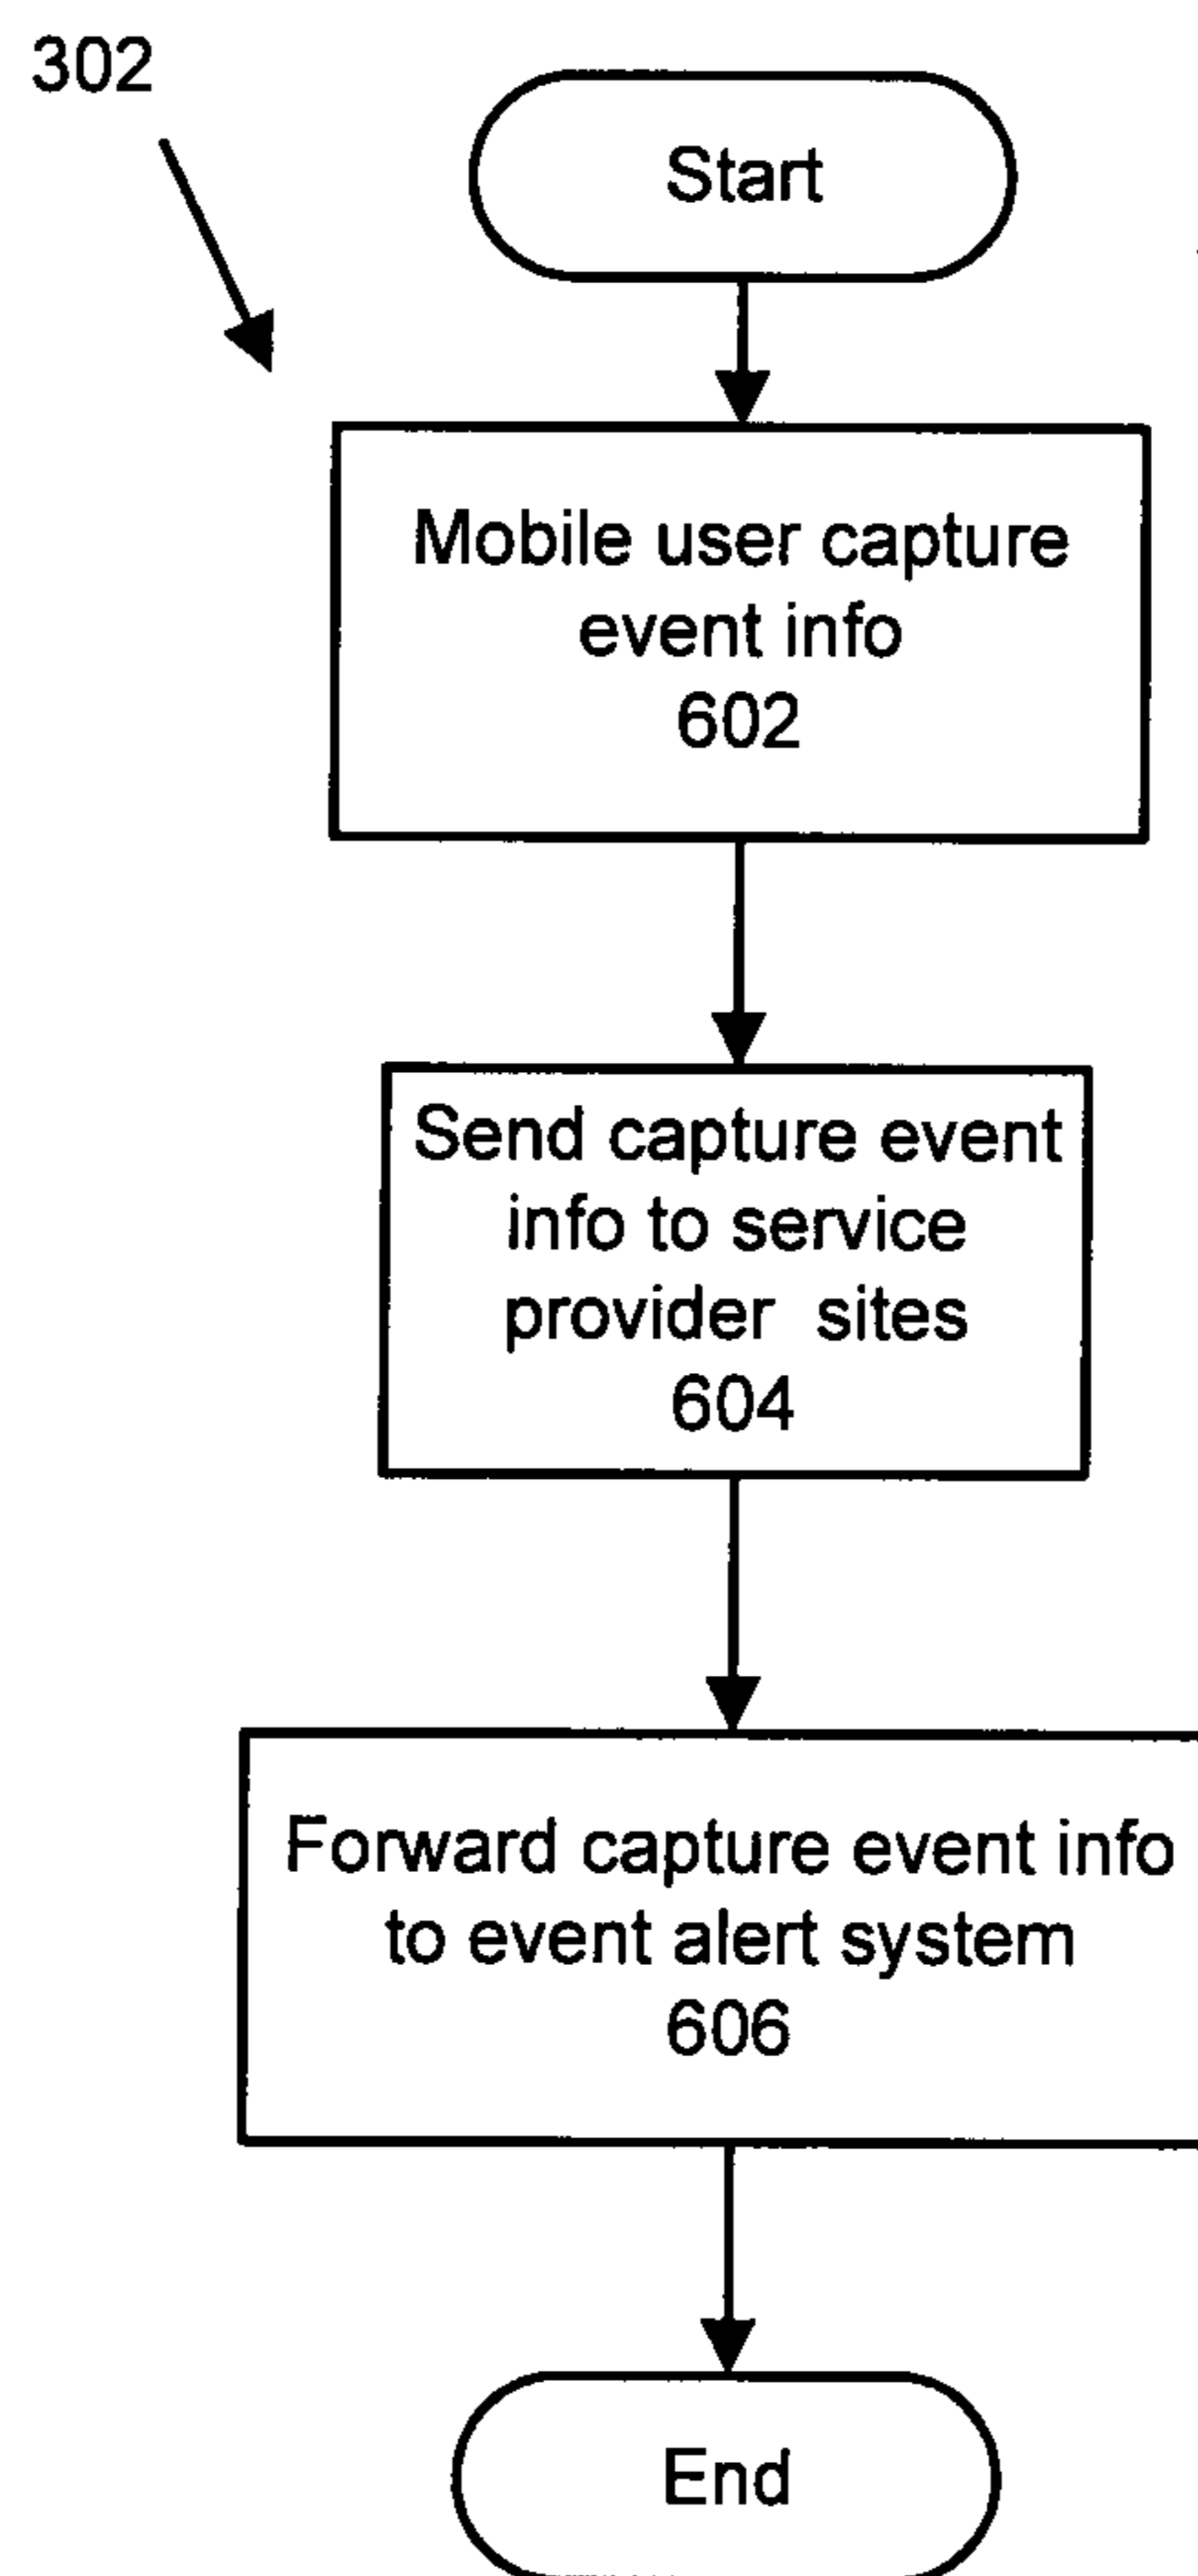 302
Start
Mobile user capture
event info
602
Send capture event
info to service
provider sites
604
Forward capture event info
to event alert system
606
End